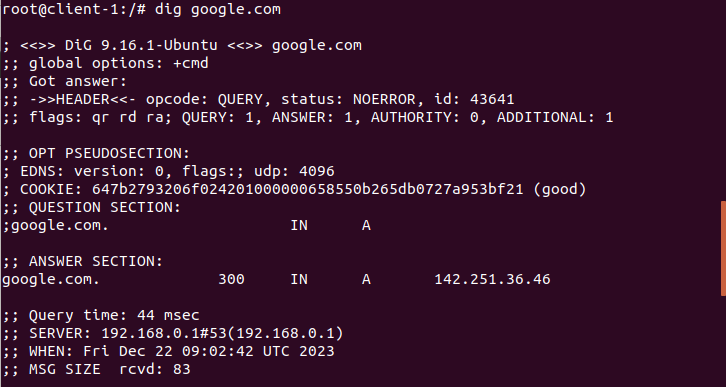 root@client-1:/# dig google.com
; <<>> DiG 9.16.1-Ubuntu <<>> google.com
;; global options: +cmd
;; Got answer:
;; ->>HEADER<<- opcode: QUERY, status: NOERROR, id: 43641
;; flags: qr rd ra; QUERY: 1, ANSWER: 1, AUTHORITY: 0, ADDITIONAL: 1
;; OPT PSEUDOSECTION:
; EDNS: version: 0, flags:; udp: 4096
; COOKIE: 647b2793206f024201000000658550b265db0727a953bf21 (good)
;; QUESTION SECTION:
;google.com. IN A
;; ANSWER SECTION:
google.com. 300 IN A 142.251.36.46
;; Query time: 44 msec
;; SERVER: 192.168.0.1#53(192.168.0.1)
;; WHEN: Fri Dec 22 09:02:42 UTC 2023
;; MSG SIZE rcvd: 83